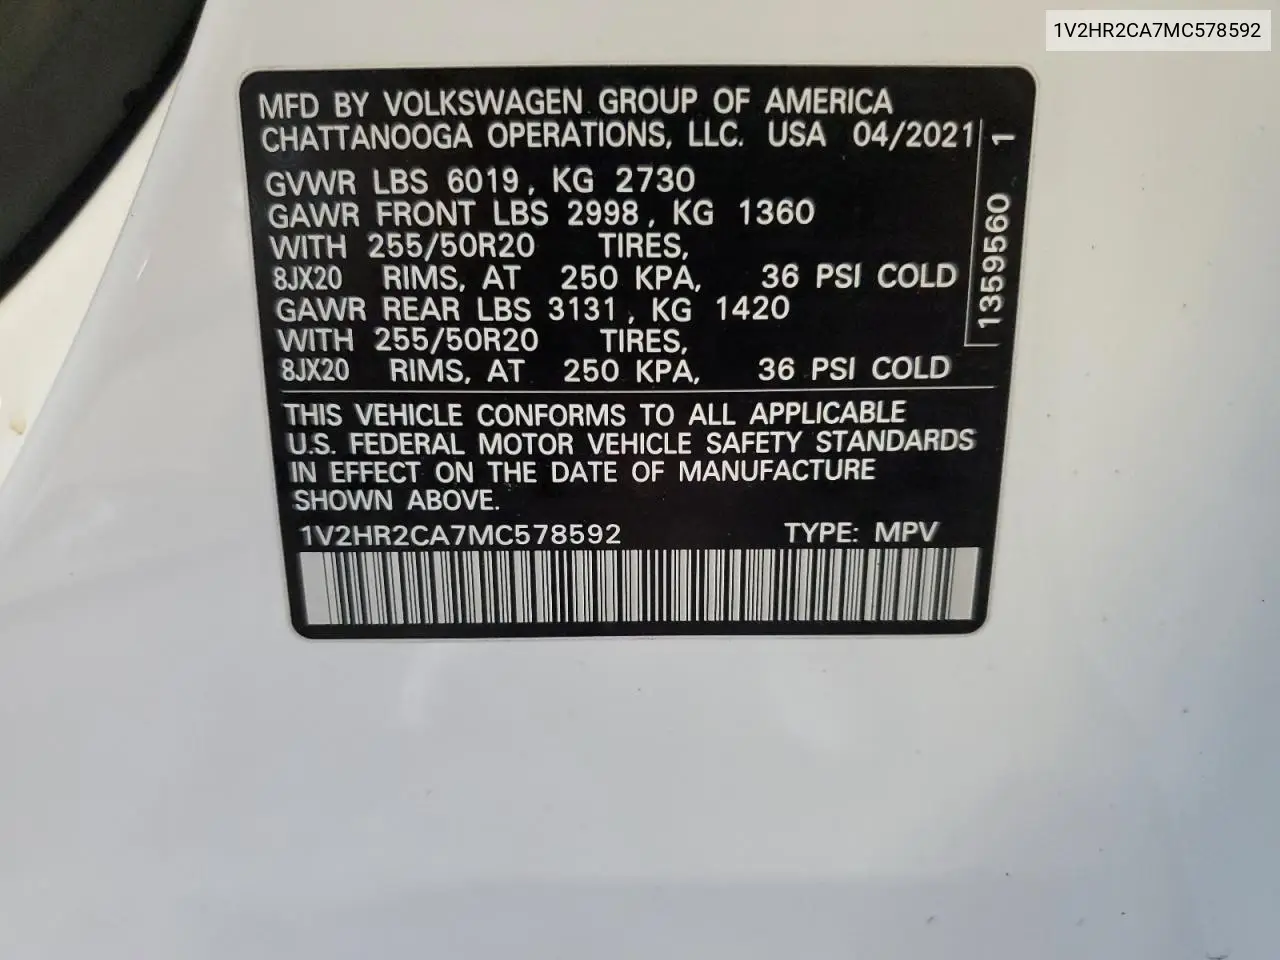 1V2HR2CA7MC578592
MFD BY VOLKSWAGEN GROUP OF AMERICA
CHATTANOOGA OPERATIONS, LLC. USA 04/2021
GVWR LBS 6019, KG 2730
GAWR FRONT LBS 2998, KG 1360
WITH 255/50R20 TIRES,
8JX20 RIMS, AT 250 KPA, 36 PSI COLD
GAWR REAR LBS 3131, KG 1420
WITH 255/50R20 TIRES,
8JX20 RIMS, AT 250 KPA, 36 PSI COLD
1359560 1
THIS VEHICLE CONFORMS TO ALL APPLICABLE
U.S. FEDERAL MOTOR VEHICLE SAFETY STANDARDS
IN EFFECT ON THE DATE OF MANUFACTURE
SHOWN ABOVE.
1V2HR2CA7MC578592 TYPE: MPV